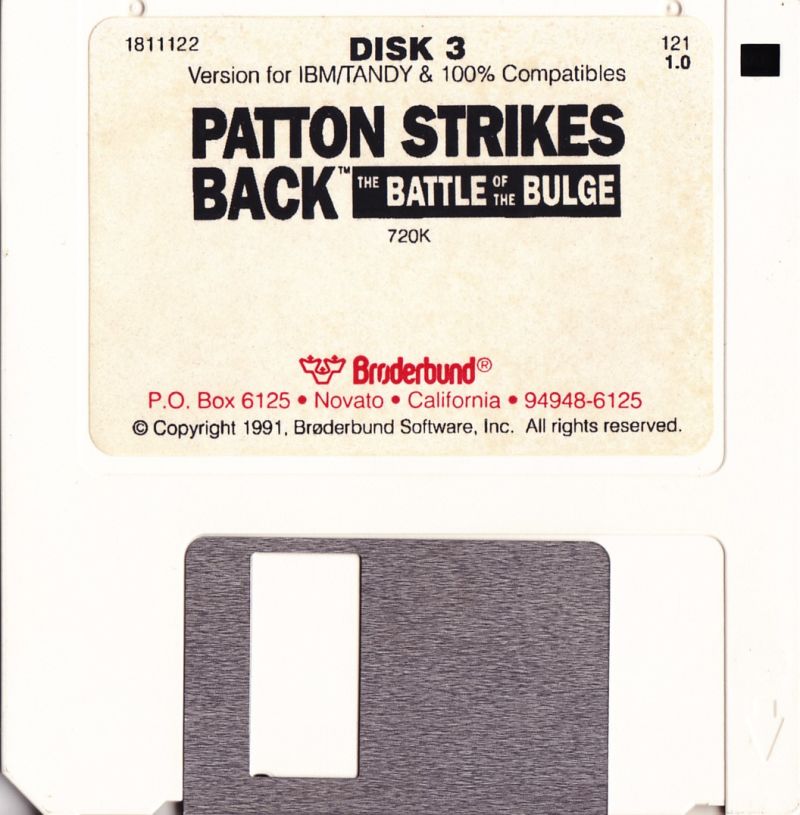 1811122 DISK 3 121
Version for IBM/TANDY & 100% Compatibles 1.0
PATTON STRIKES
BACK™ THE BATTLE OF THE BULGE
720K
Brøderbund®
P.O. Box 6125 • Novato • California • 94948-6125
© Copyright 1991, Brøderbund Software, Inc. All rights reserved.